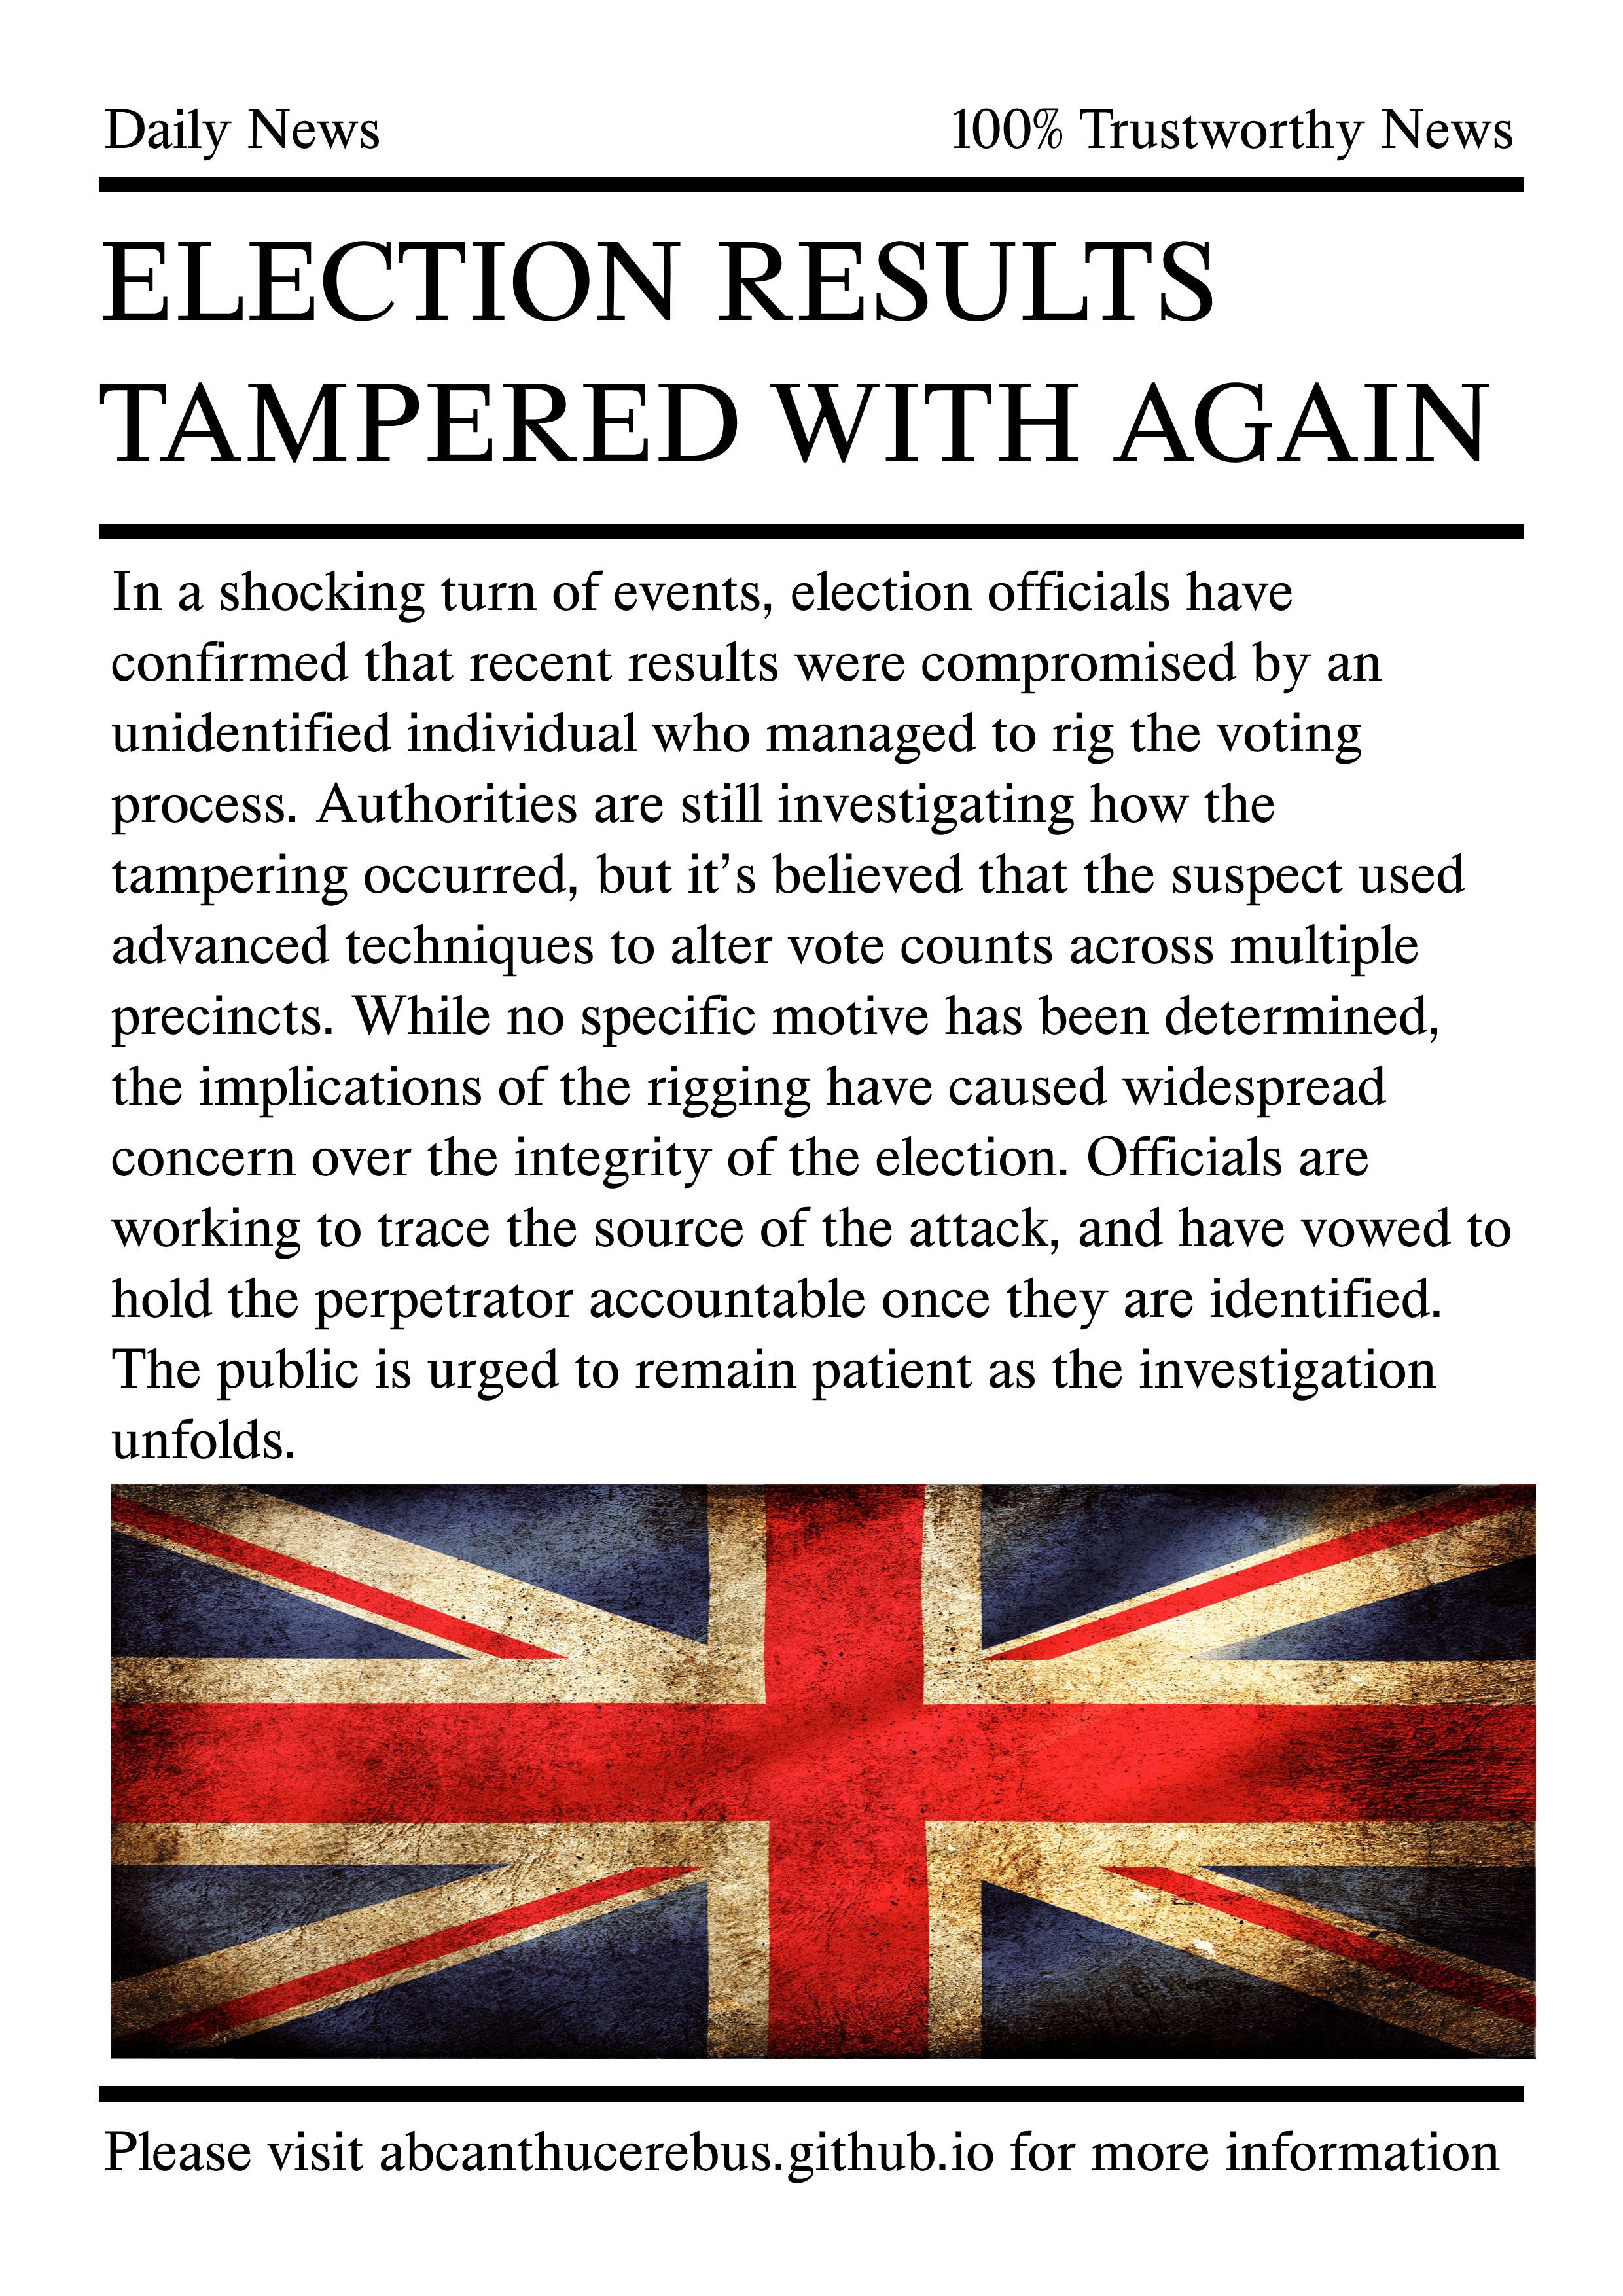 Daily News
100% Trustworthy News
ELECTION RESULTS
TAMPERED WITH AGAIN
In a shocking turn of events, election officials have
confirmed that recent results were compromised by an
unidentified individual who managed to rig the voting
process. Authorities are still investigating how the
tampering occurred, but it’s believed that the suspect used
advanced techniques to alter vote counts across multiple
precincts. While no specific motive has been determined,
the implications of the rigging have caused widespread
concern over the integrity of the election. Officials are
working to trace the source of the attack, and have vowed to
hold the perpetrator accountable once they are identified.
The public is urged to remain patient as the investigation
unfolds.
Please visit abcanthucerebus.github.io for more information